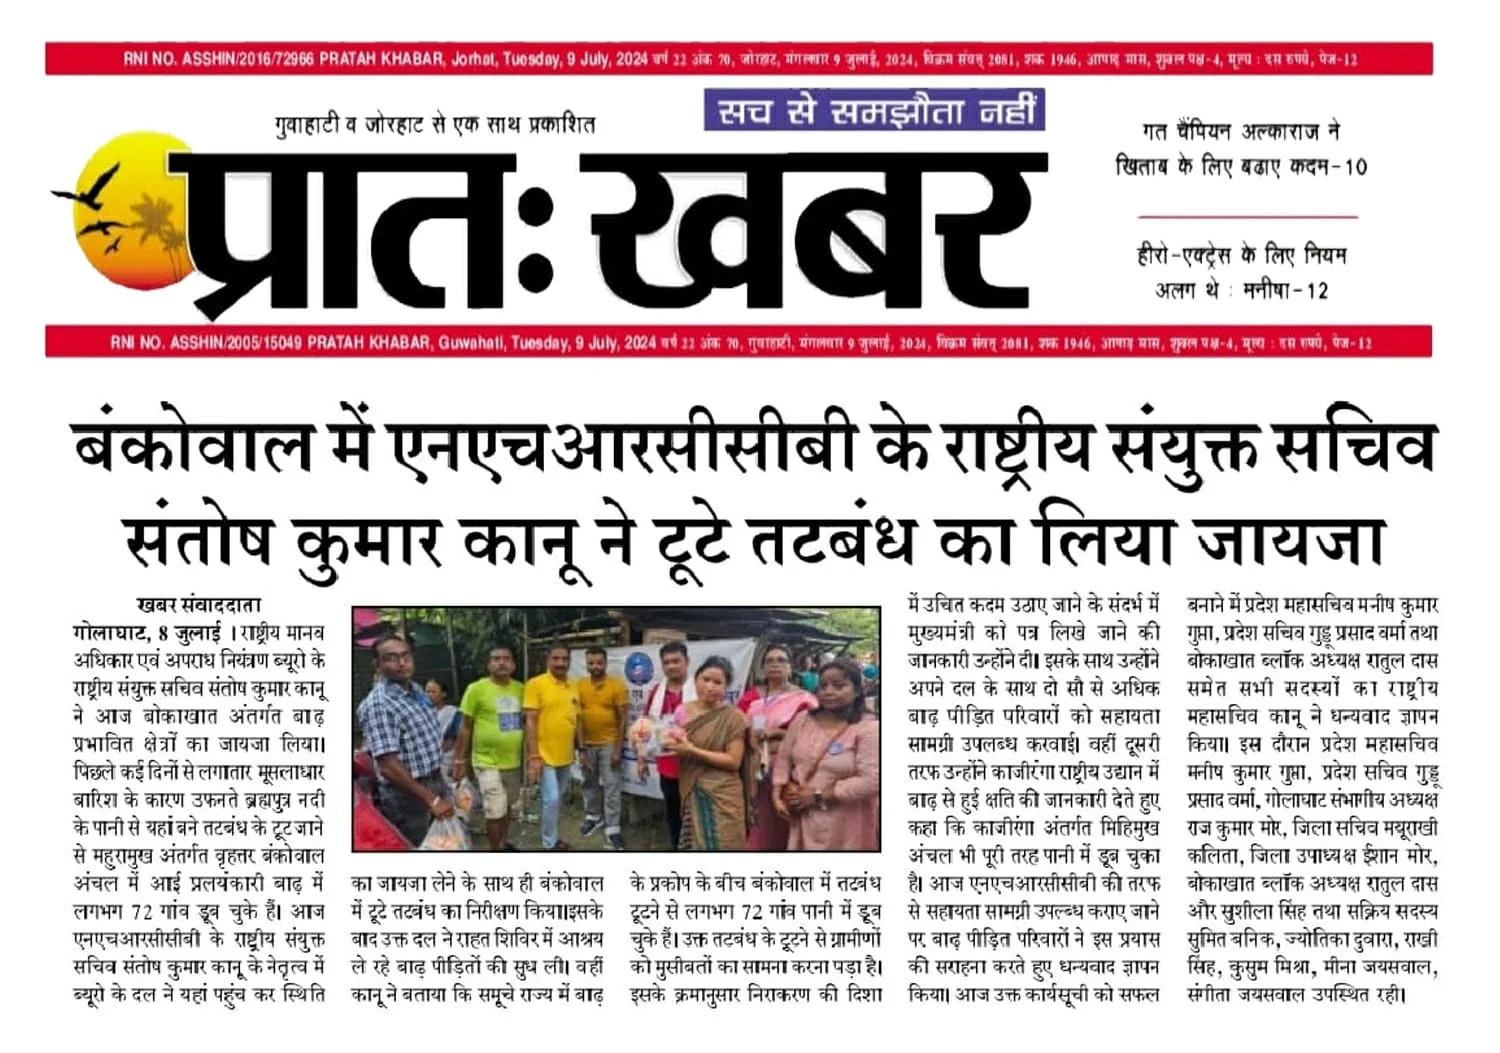 RNI NO. ASSHIN/2016/72966 PRATAH KHABAR, Jorhat, Tuesday, 9 July, 2024 वर्ष 22 अंक 70, जोरहाट, मंगलवार 9 जुलाई, 2024, विक्रम संवत् 2081, शक 1946, आषाढ़ मास, शुक्ल पक्ष-4, मूल्य : दस रुपये, पेज-12
गुवाहाटी व जोरहाट से एक साथ प्रकाशित
सच से समझौता नहीं
प्रातः खबर
गत चैंपियन अल्काराज ने
खिताब के लिए बढाए कदम-10
हीरो-एक्ट्रेस के लिए नियम
अलग थे : मनीषा-12
RNI NO. ASSHIN/2005/15049 PRATAH KHABAR, Guwahati, Tuesday, 9 July, 2024 वर्ष 22 अंक 70, गुवाहाटी, मंगलवार 9 जुलाई, 2024, विक्रम संवत् 2081, शक 1946, आषाढ़ मास, शुक्ल पक्ष-4, मूल्य : दस रुपये, पेज-12
बंकोवाल में एनएचआरसीसीबी के राष्ट्रीय संयुक्त सचिव
संतोष कुमार कानू ने टूटे तटबंध का लिया जायजा
खबर संवाददाता
गोलाघाट, 8 जुलाई । राष्ट्रीय मानव
अधिकार एवं अपराध नियंत्रण ब्यूरो के
राष्ट्रीय संयुक्त सचिव संतोष कुमार कानू
ने आज बोकाखात अंतर्गत बाढ़
प्रभावित क्षेत्रों का जायजा लिया।
पिछले कई दिनों से लगातार मूसलाधार
बारिश के कारण उफनते ब्रह्मपुत्र नदी
के पानी से यहां बने तटबंध के टूट जाने
से महुरामुख अंतर्गत वृहत्तर बंकोवाल
अंचल में आई प्रलयंकारी बाढ़ में
लगभग 72 गांव डूब चुके हैं। आज
एनएचआरसीसीबी के राष्ट्रीय संयुक्त
सचिव संतोष कुमार कानू के नेतृत्व में
ब्यूरो के दल ने यहां पहुंच कर स्थिति
का जायजा लेने के साथ ही बंकोवाल
में टूटे तटबंध का निरीक्षण किया।इसके
बाद उक्त दल ने राहत शिविर में आश्रय
ले रहे बाढ़ पीड़ितों की सुध ली। वहीं
कानू ने बताया कि समूचे राज्य में बाढ़
के प्रकोप के बीच बंकोवाल में तटबंध
टूटने से लगभग 72 गांव पानी में डूब
चुके हैं। उक्त तटबंध के टूटने से ग्रामीणों
को मुसीबतों का सामना करना पड़ा है।
इसके क्रमानुसार निराकरण की दिशा
में उचित कदम उठाए जाने के संदर्भ में
मुख्यमंत्री को पत्र लिखे जाने की
जानकारी उन्होंने दी। इसके साथ उन्होंने
अपने दल के साथ दो सौ से अधिक
बाढ़ पीड़ित परिवारों को सहायता
सामग्री उपलब्ध करवाई। वहीं दूसरी
तरफ उन्होंने काजीरंगा राष्ट्रीय उद्यान में
बाढ़ से हुई क्षति की जानकारी देते हुए
कहा कि काजीरंगा अंतर्गत मिहिमुख
अंचल भी पूरी तरह पानी में डूब चुका
है। आज एनएचआरसीसीबी की तरफ
से सहायता सामग्री उपल्ब्ध कराए जाने
पर बाढ़ पीड़ित परिवारों ने इस प्रयास
की सराहना करते हुए धन्यवाद ज्ञापन
किया। आज उक्त कार्यसूची को सफल
बनाने में प्रदेश महासचिव मनीष कुमार
गुप्ता, प्रदेश सचिव गुड्डू प्रसाद वर्मा तथा
बोकाखात ब्लॉक अध्यक्ष रातुल दास
समेत सभी सदस्यों का राष्ट्रीय
महासचिव कानू ने धन्यवाद ज्ञापन
किया। इस दौरान प्रदेश महासचिव
मनीष कुमार गुप्ता, प्रदेश सचिव गुड्डू
प्रसाद वर्मा, गोलाघाट संभागीय अध्यक्ष
राज कुमार मोर, जिला सचिव मयूराखी
कलिता, जिला उपाध्यक्ष ईशान मोर,
बोकाखात ब्लॉक अध्यक्ष रातुल दास
और सुशीला सिंह तथा सक्रिय सदस्य
सुमित बनिक, ज्योतिका दुवारा, राखी
सिंह, कुसुम मिश्रा, मीना जयसवाल,
संगीता जयसवाल उपस्थित रही।